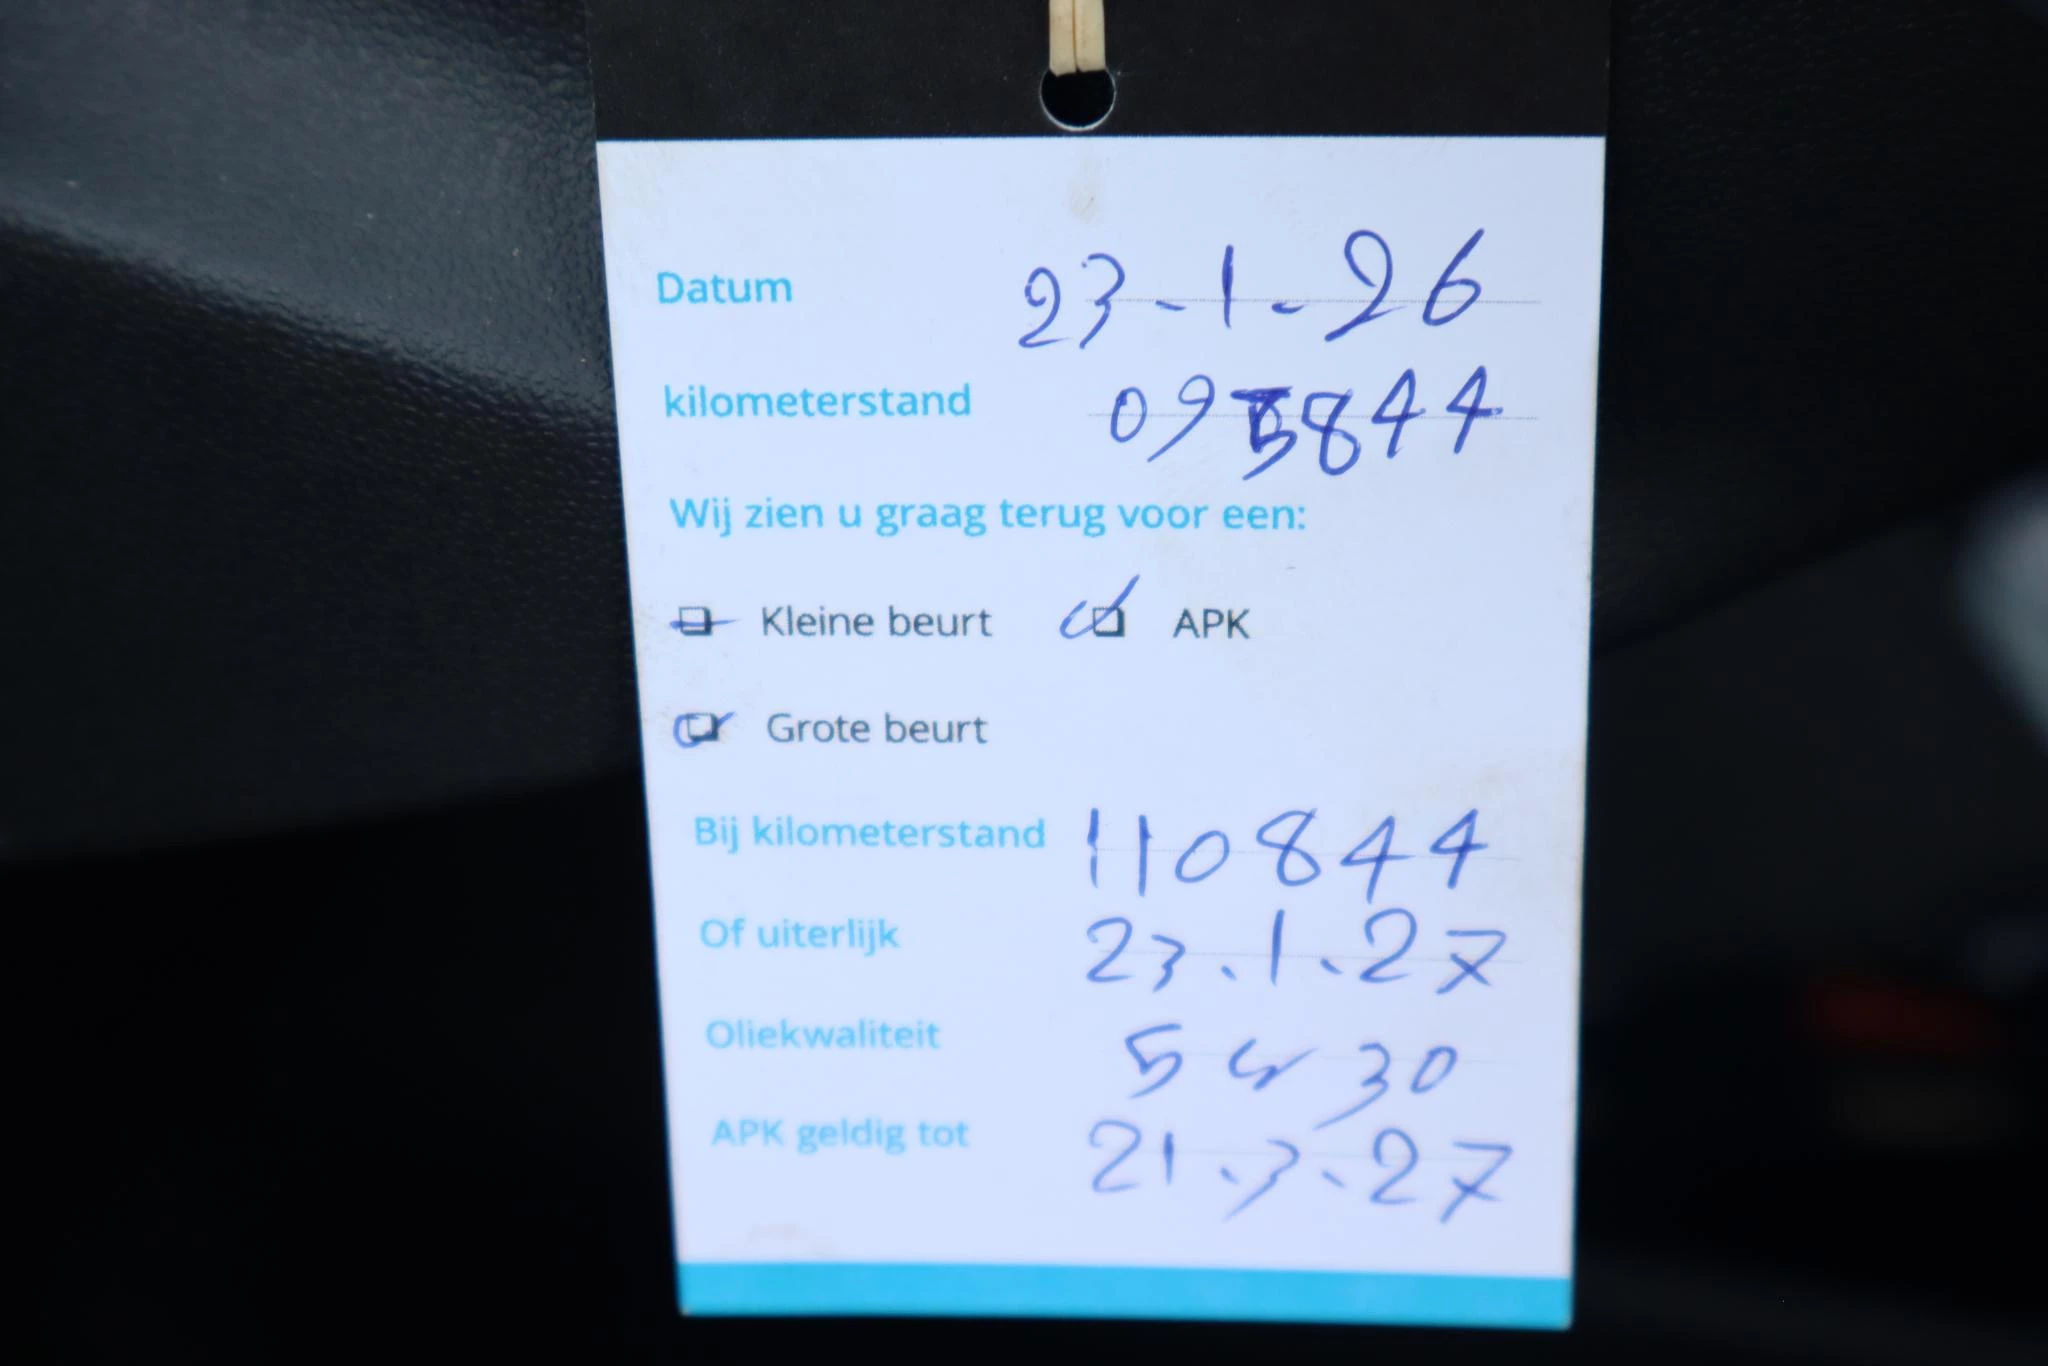 Datum 23-1-26
kilometerstand 095844
Wij zien u graag terug voor een:
Kleine beurt APK
Grote beurt
Bij kilometerstand 110844
Of uiterlijk 23.1.27
Oliekwaliteit 5w30
APK geldig tot 21.3.27